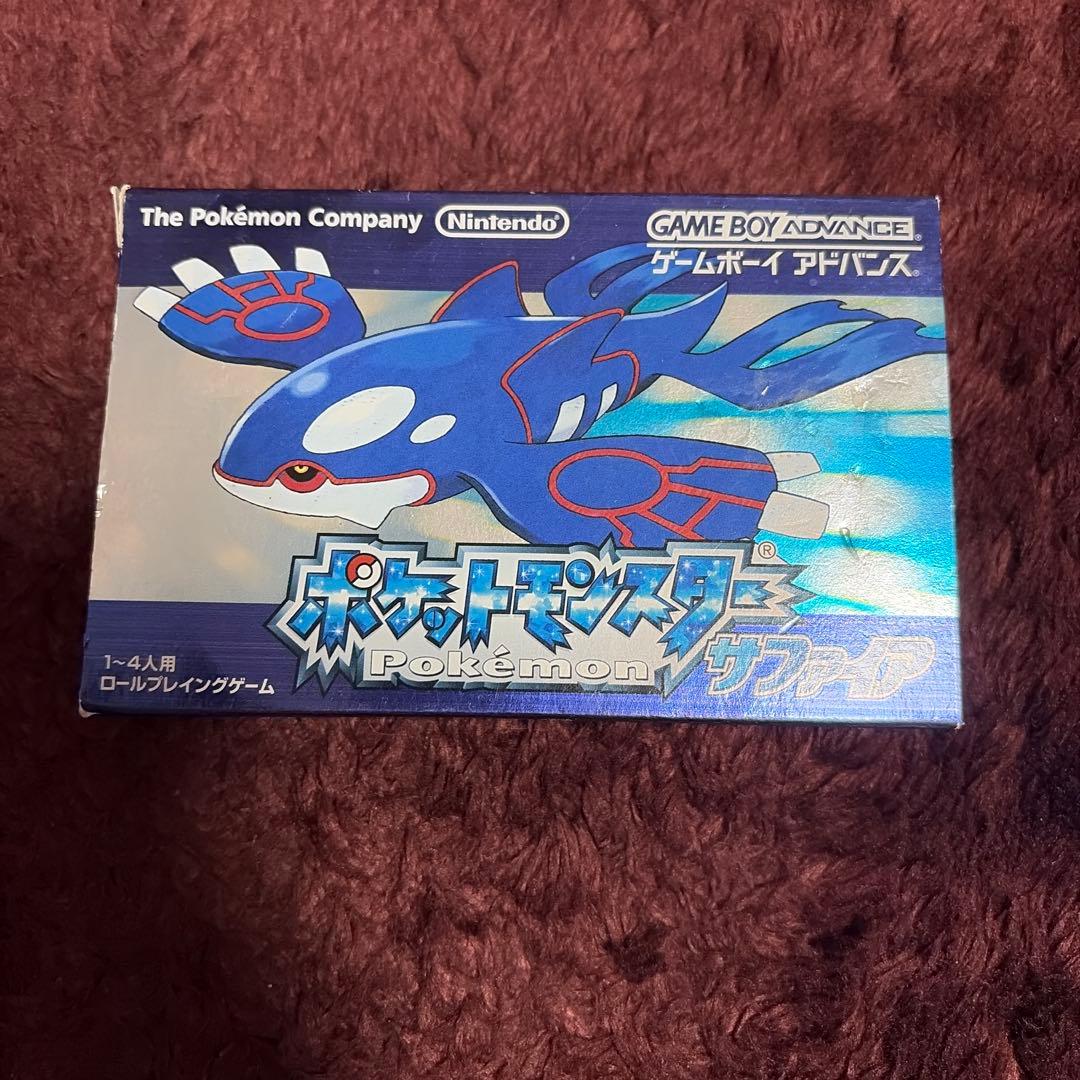 The Pokémon Company Nintendo®
GAME BOY ADVANCE®
ゲームボーイ アドバンス®
ポケットモンスター®
Pokémon
サファイア
1~4人用
ロールプレイングゲーム